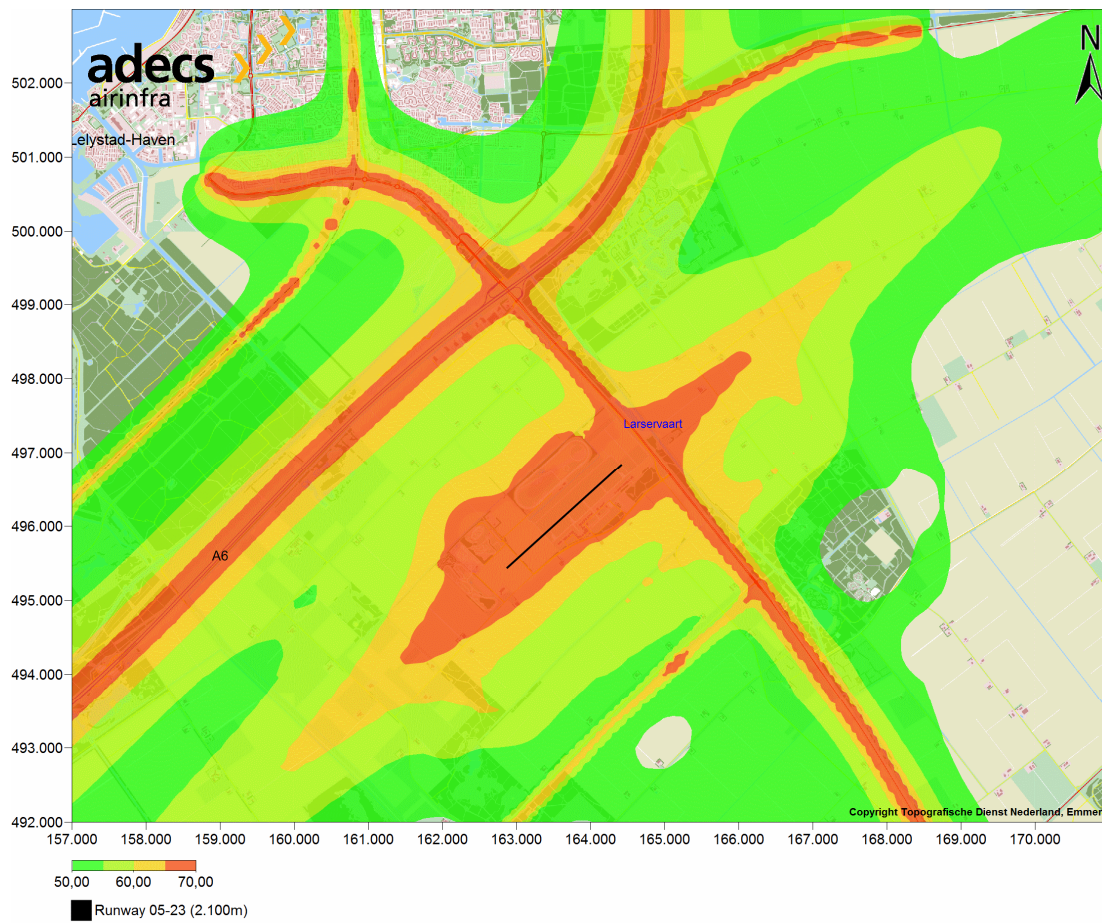 adecs
airinfra
N
Lelystad-Haven
Larservaart
A6
Copyright Topografische Dienst Nederland, Emmen
502.000
501.000
500.000
499.000
498.000
497.000
496.000
495.000
494.000
493.000
492.000
157.000 158.000 159.000 160.000 161.000 162.000 163.000 164.000 165.000 166.000 167.000 168.000 169.000 170.000
50,00 60,00 70,00
Runway 05-23 (2.100m)